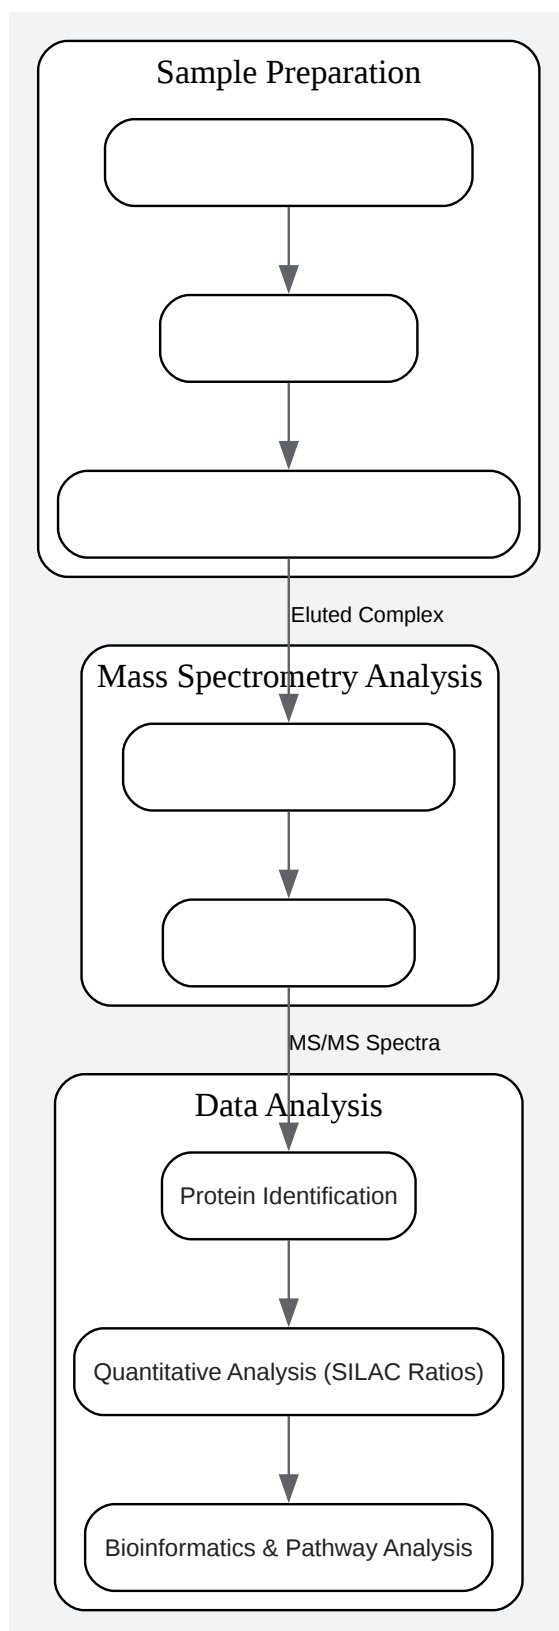 Sample Preparation
Eluted Complex
Mass Spectrometry Analysis
MS/MS Spectra
Data Analysis
Protein Identification
Quantitative Analysis (SILAC Ratios)
Bioinformatics & Pathway Analysis